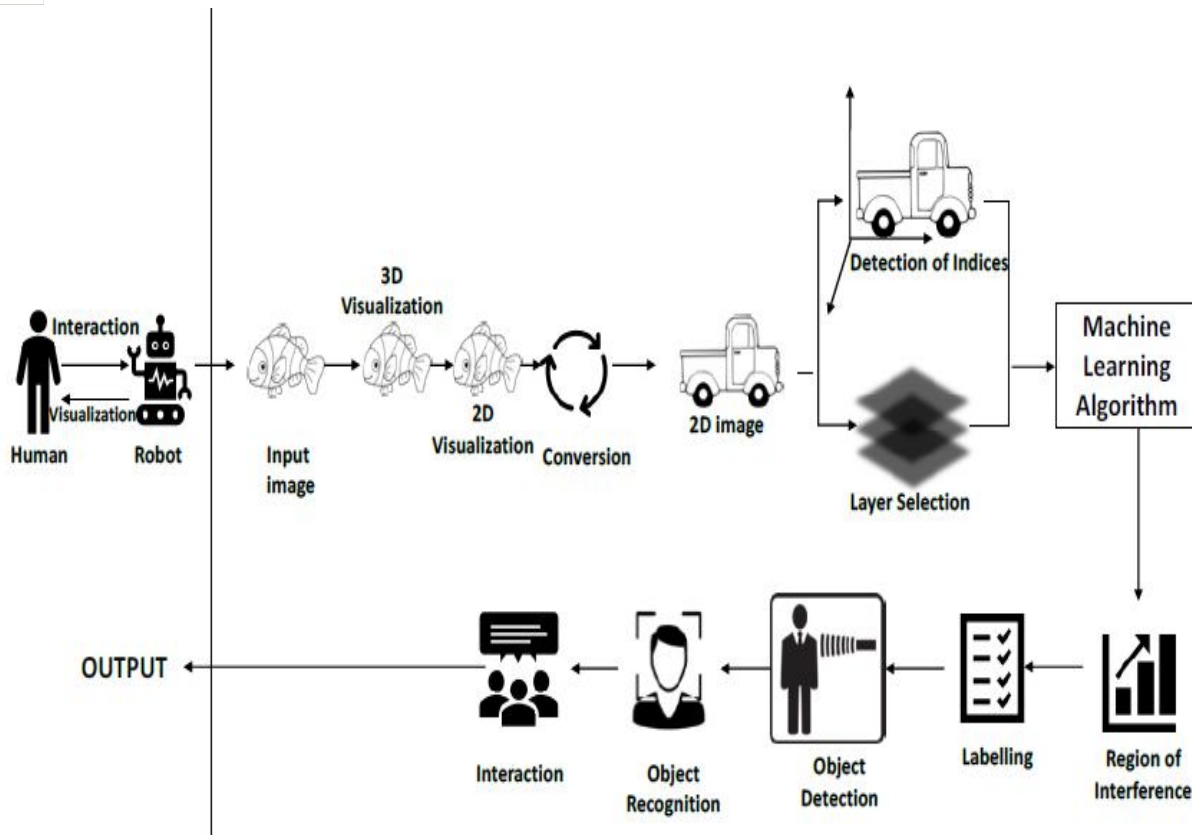 Interaction
Visualization
Human
Robot
Input
image
3D
Visualization
2D
Visualization
Conversion
2D image
Detection of Indices
Layer Selection
Machine
Learning
Algorithm
Region of
Interference
Labelling
Object
Detection
Object
Recognition
Interaction
OUTPUT